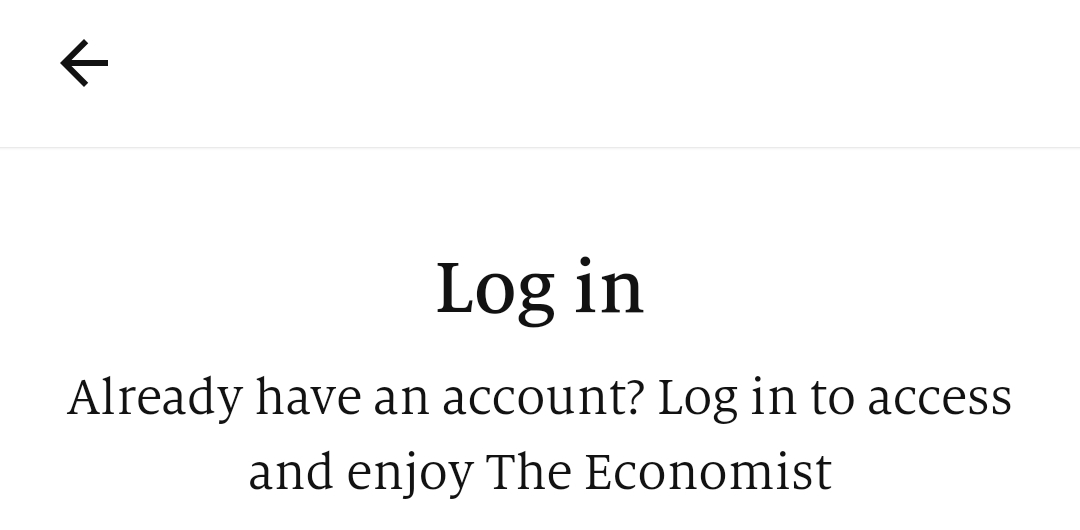 Log in
Already have an account? Log in to access
and enjoy The Economist